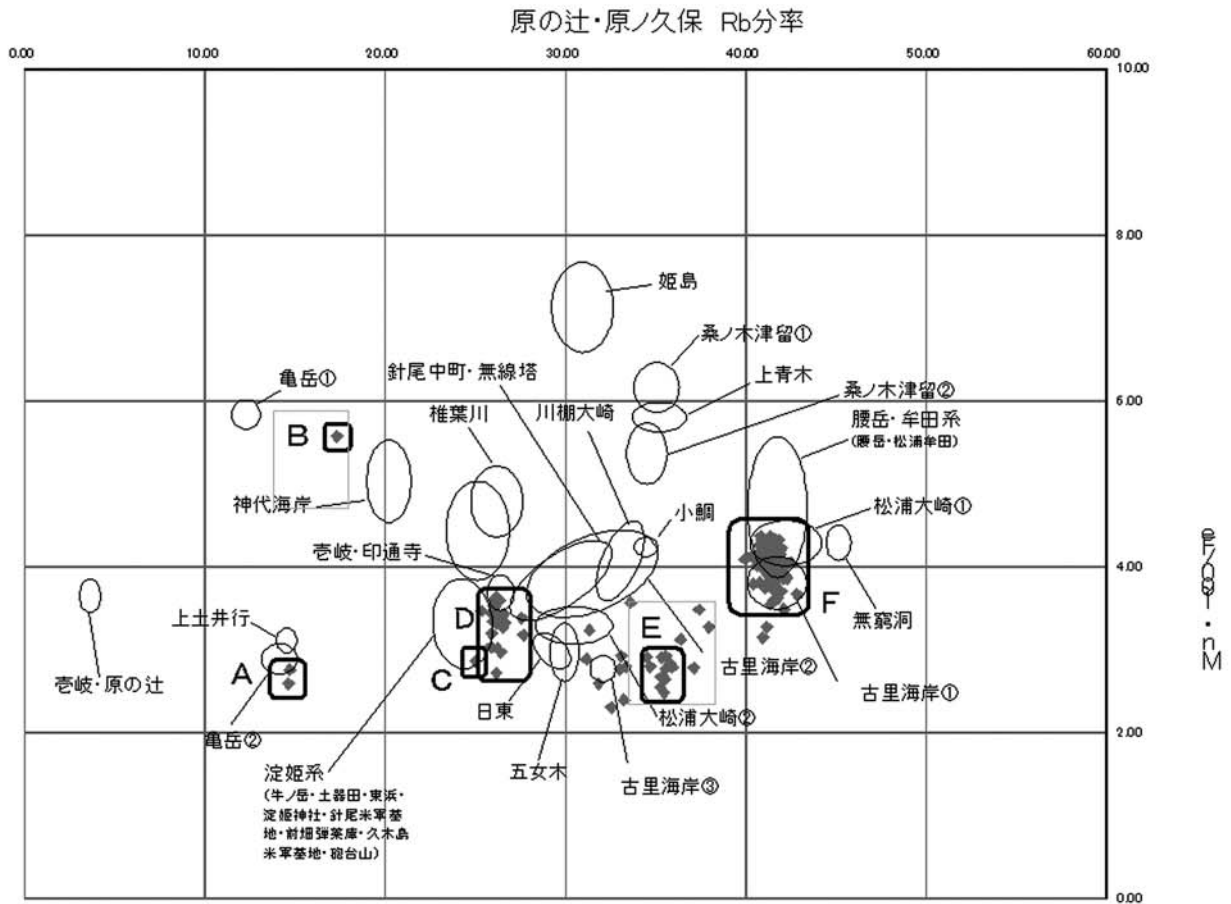 原の辻・原ノ久保 Rb分率
0.00 10.00 20.00 30.00 40.00 50.00 60.00
10.00
8.00
姫島
桑ノ木津留①
針尾中町・無線塔
上青木
亀岳①
川棚大崎
桑ノ木津留②
6.00
椎葉川
腰岳・牟田系
(腰岳・松浦牟田)
B
神代海岸
小鯛
松浦大崎①
壱岐・印通寺
4.00
上土井行
D
E
F
無窮洞
A
壱岐・原の辻
C
古里海岸②
古里海岸①
日東
松浦大崎②
亀岳②
2.00
淀姫系
五女木
古里海岸③
(牛ノ岳・土器田・東浜・
淀姫神社・針尾米軍基
地・前畑弾薬庫・久木島
米軍基地・砲台山)
0.00
Mn・100/Fe